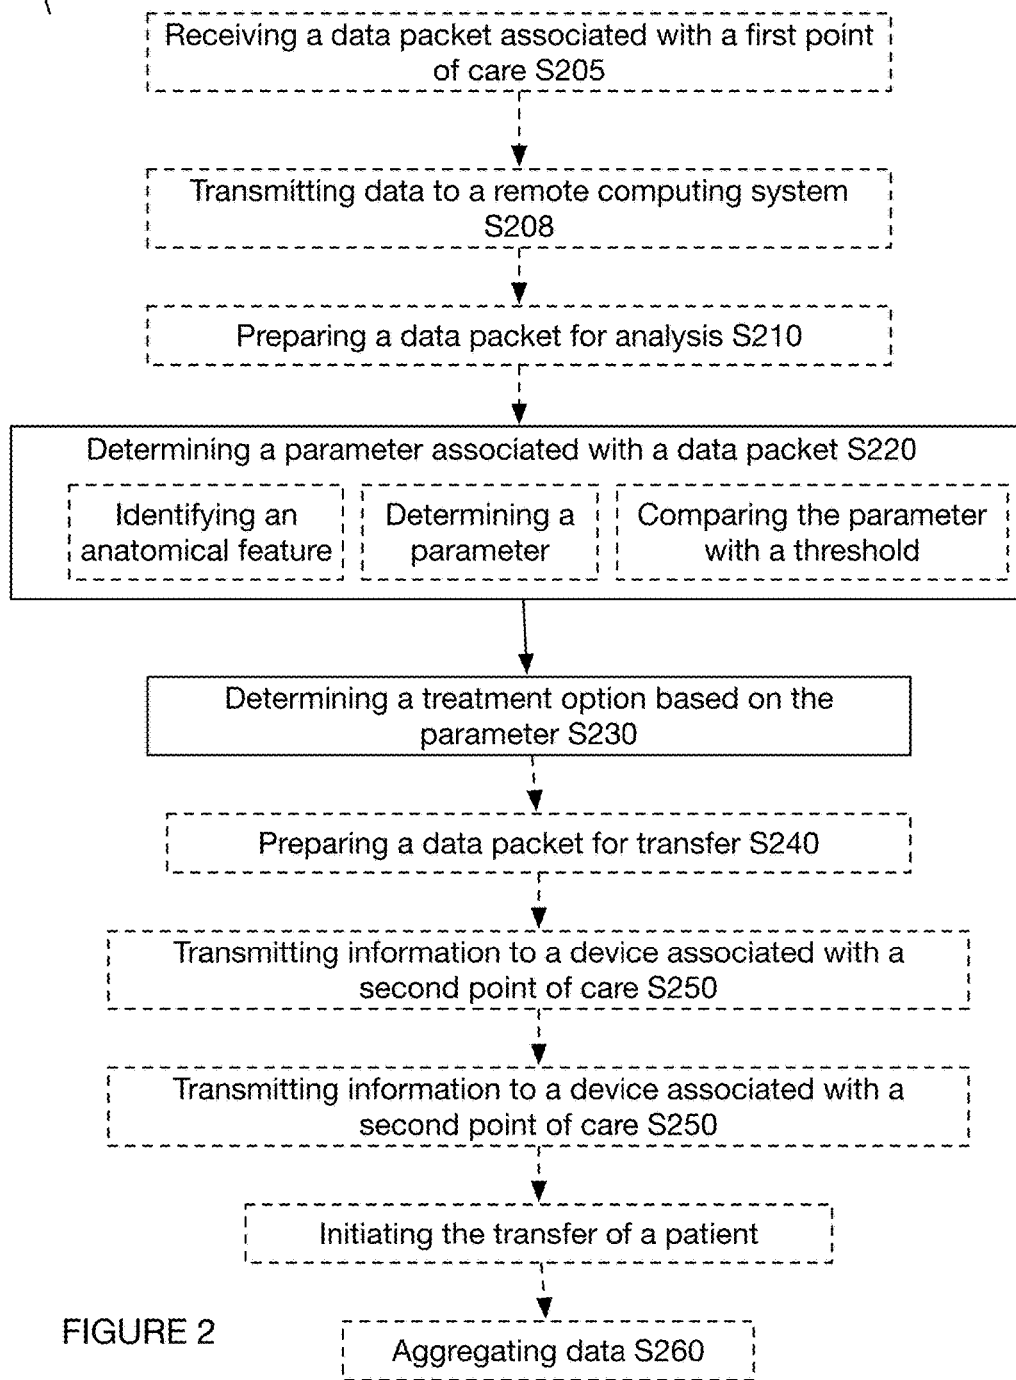 Receiving a data packet associated with a first point
of care S205
Transmitting data to a remote computing system
S208
Preparing a data packet for analysis S210
Determining a parameter associated with a data packet S220
Identifying an
anatomical feature
Determining a
parameter
Comparing the parameter
with a threshold
Determining a treatment option based on the
parameter S230
Preparing a data packet for transfer S240
Transmitting information to a device associated with a
second point of care S250
Transmitting information to a device associated with a
second point of care S250
Initiating the transfer of a patient
Aggregating data S260
FIGURE 2